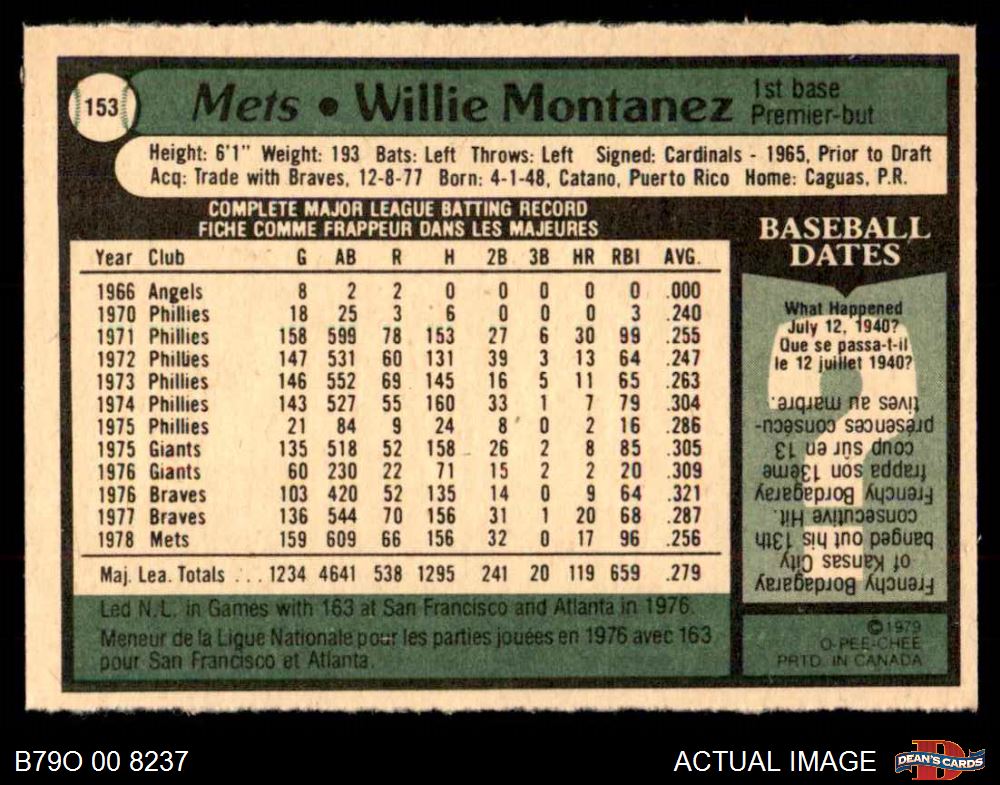 153
Mets • Willie Montanez
1st base
Premier-but
Height: 6'1" Weight: 193 Bats: Left Throws: Left Signed: Cardinals - 1965, Prior to Draft
Acq: Trade with Braves, 12-8-77 Born: 4-1-48, Catano, Puerto Rico Home: Caguas, P.R.
COMPLETE MAJOR LEAGUE BATTING RECORD
FICHE COMME FRAPPEUR DANS LES MAJEURES
Year Club G AB R H 2B 3B HR RBI AVG.
1966 Angels 8 2 2 0 0 0 0 0 .000
1970 Phillies 18 25 3 6 0 0 0 3 .240
1971 Phillies 158 599 78 153 27 6 30 99 .255
1972 Phillies 147 531 60 131 39 3 13 64 .247
1973 Phillies 146 552 69 145 16 5 11 65 .263
1974 Phillies 143 527 55 160 33 1 7 79 .304
1975 Phillies 21 84 9 24 8 0 2 16 .286
1975 Giants 135 518 52 158 26 2 8 85 .305
1976 Giants 60 230 22 71 15 2 2 20 .309
1976 Braves 103 420 52 135 14 0 9 64 .321
1977 Braves 136 544 70 156 31 1 20 68 .287
1978 Mets 159 609 66 156 32 0 17 96 .256
Maj. Lea. Totals ... 1234 4641 538 1295 241 20 119 659 .279
Led N.L. in Games with 163 at San Francisco and Atlanta in 1976.
Meneur de la Ligue Nationale pour les parties jouées en 1976 avec 163
pour San Francisco et Atlanta.
BASEBALL
DATES
What Happened
July 12, 1940?
Que se passa-t-il
le 12 juillet 1940?
Frenchy Bordagaray
of Kansas City
banged out his 13th
consecutive Hit.
Frenchy Bordagaray
frappa son 13ème
coup sûr en 13
présences consécu-
tives au marbre.
©1979
O-PEE-CHEE
PRTD. IN CANADA
B79O 00 8237
ACTUAL IMAGE
DEAN'S CARDS